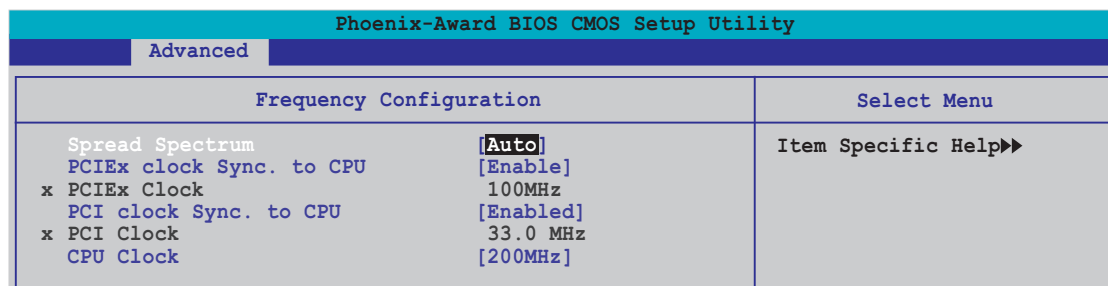 Phoenix-Award BIOS CMOS Setup Utility
Advanced
Frequency Configuration
Select Menu
Spread Spectrum [Auto]
PCIEx clock Sync. to CPU [Enable]
x PCIEx Clock 100MHz
PCI clock Sync. to CPU [Enabled]
x PCI Clock 33.0 MHz
CPU Clock [200MHz]
Item Specific Help▶▶